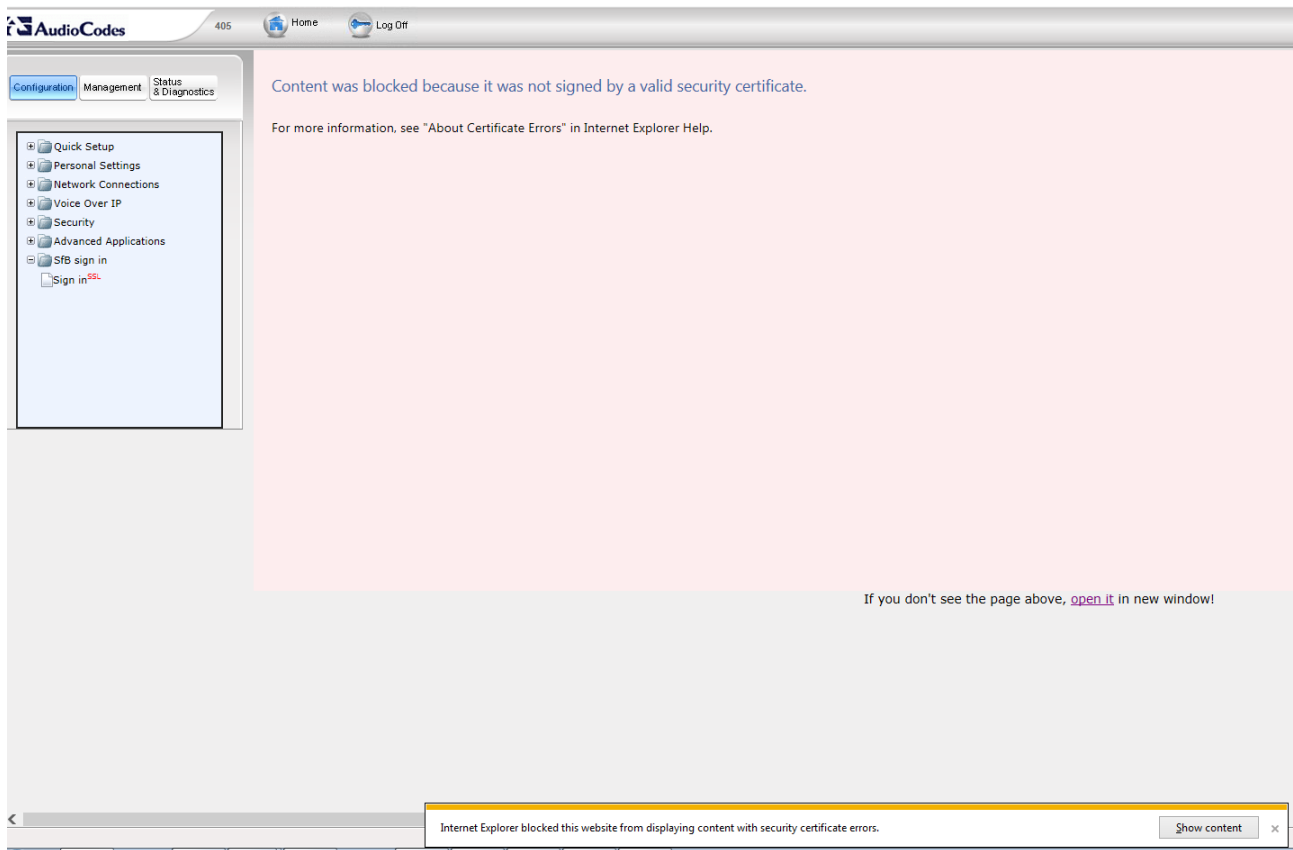 AudioCodes
405
Home
Log Off
Configuration
Management
Status
& Diagnostics
Quick Setup
Personal Settings
Network Connections
Voice Over IP
Security
Advanced Applications
SfB sign in
Sign in SSL
Content was blocked because it was not signed by a valid security certificate.
For more information, see "About Certificate Errors" in Internet Explorer Help.
If you don't see the page above, open it in new window!
Internet Explorer blocked this website from displaying content with security certificate errors.
Show content
×